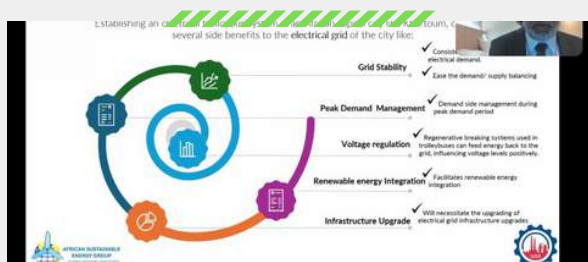 Establishing an
several side benefits to the electrical grid of the city like:
Grid Stability
electrical demand.
Ease the demand/ supply balancing
Peak Demand Management
Demand side management during
peak demand period
Voltage regulation
Regenerative breaking systems used in
trolleybuses can feed energy back to the
grid, influencing voltage levels positively.
Renewable energy Integration
Facilitates renewable energy
integration
Infrastructure Upgrade
Will necessitate the upgrading of
electrical grid infrastructure upgrades
AFRICAN SUSTAINABLE
ENERGY GROUP